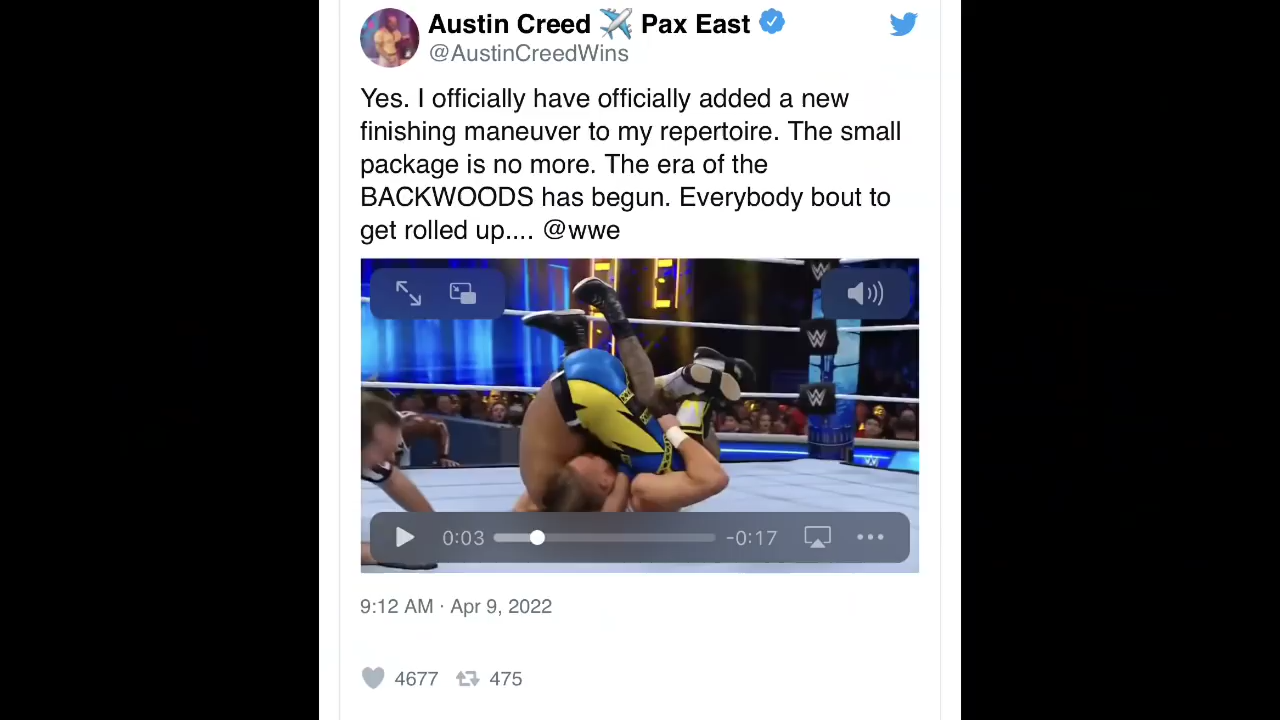 Austin Creed ✈️ Pax East
@AustinCreedWins
Yes. I officially have officially added a new
finishing maneuver to my repertoire. The small
package is no more. The era of the
BACKWOODS has begun. Everybody bout to
get rolled up.... @wwe
0:03
-0:17
9:12 AM · Apr 9, 2022
4677
475